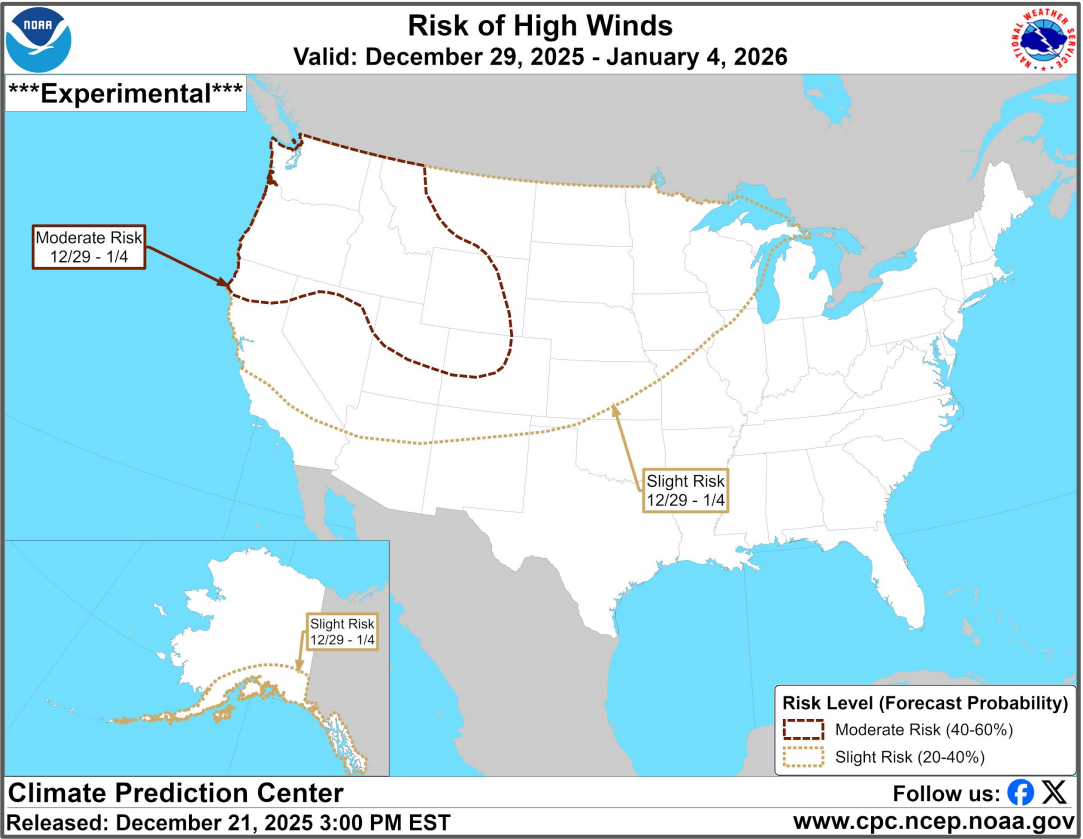 NOAA
Risk of High Winds
Valid: December 29, 2025 - January 4, 2026
NATIONAL WEATHER SERVICE
***Experimental***
Moderate Risk
12/29 - 1/4
Slight Risk
12/29 - 1/4
Slight Risk
12/29 - 1/4
Risk Level (Forecast Probability)
Moderate Risk (40-60%)
Slight Risk (20-40%)
Climate Prediction Center
Follow us:
Released: December 21, 2025 3:00 PM EST
www.cpc.ncep.noaa.gov